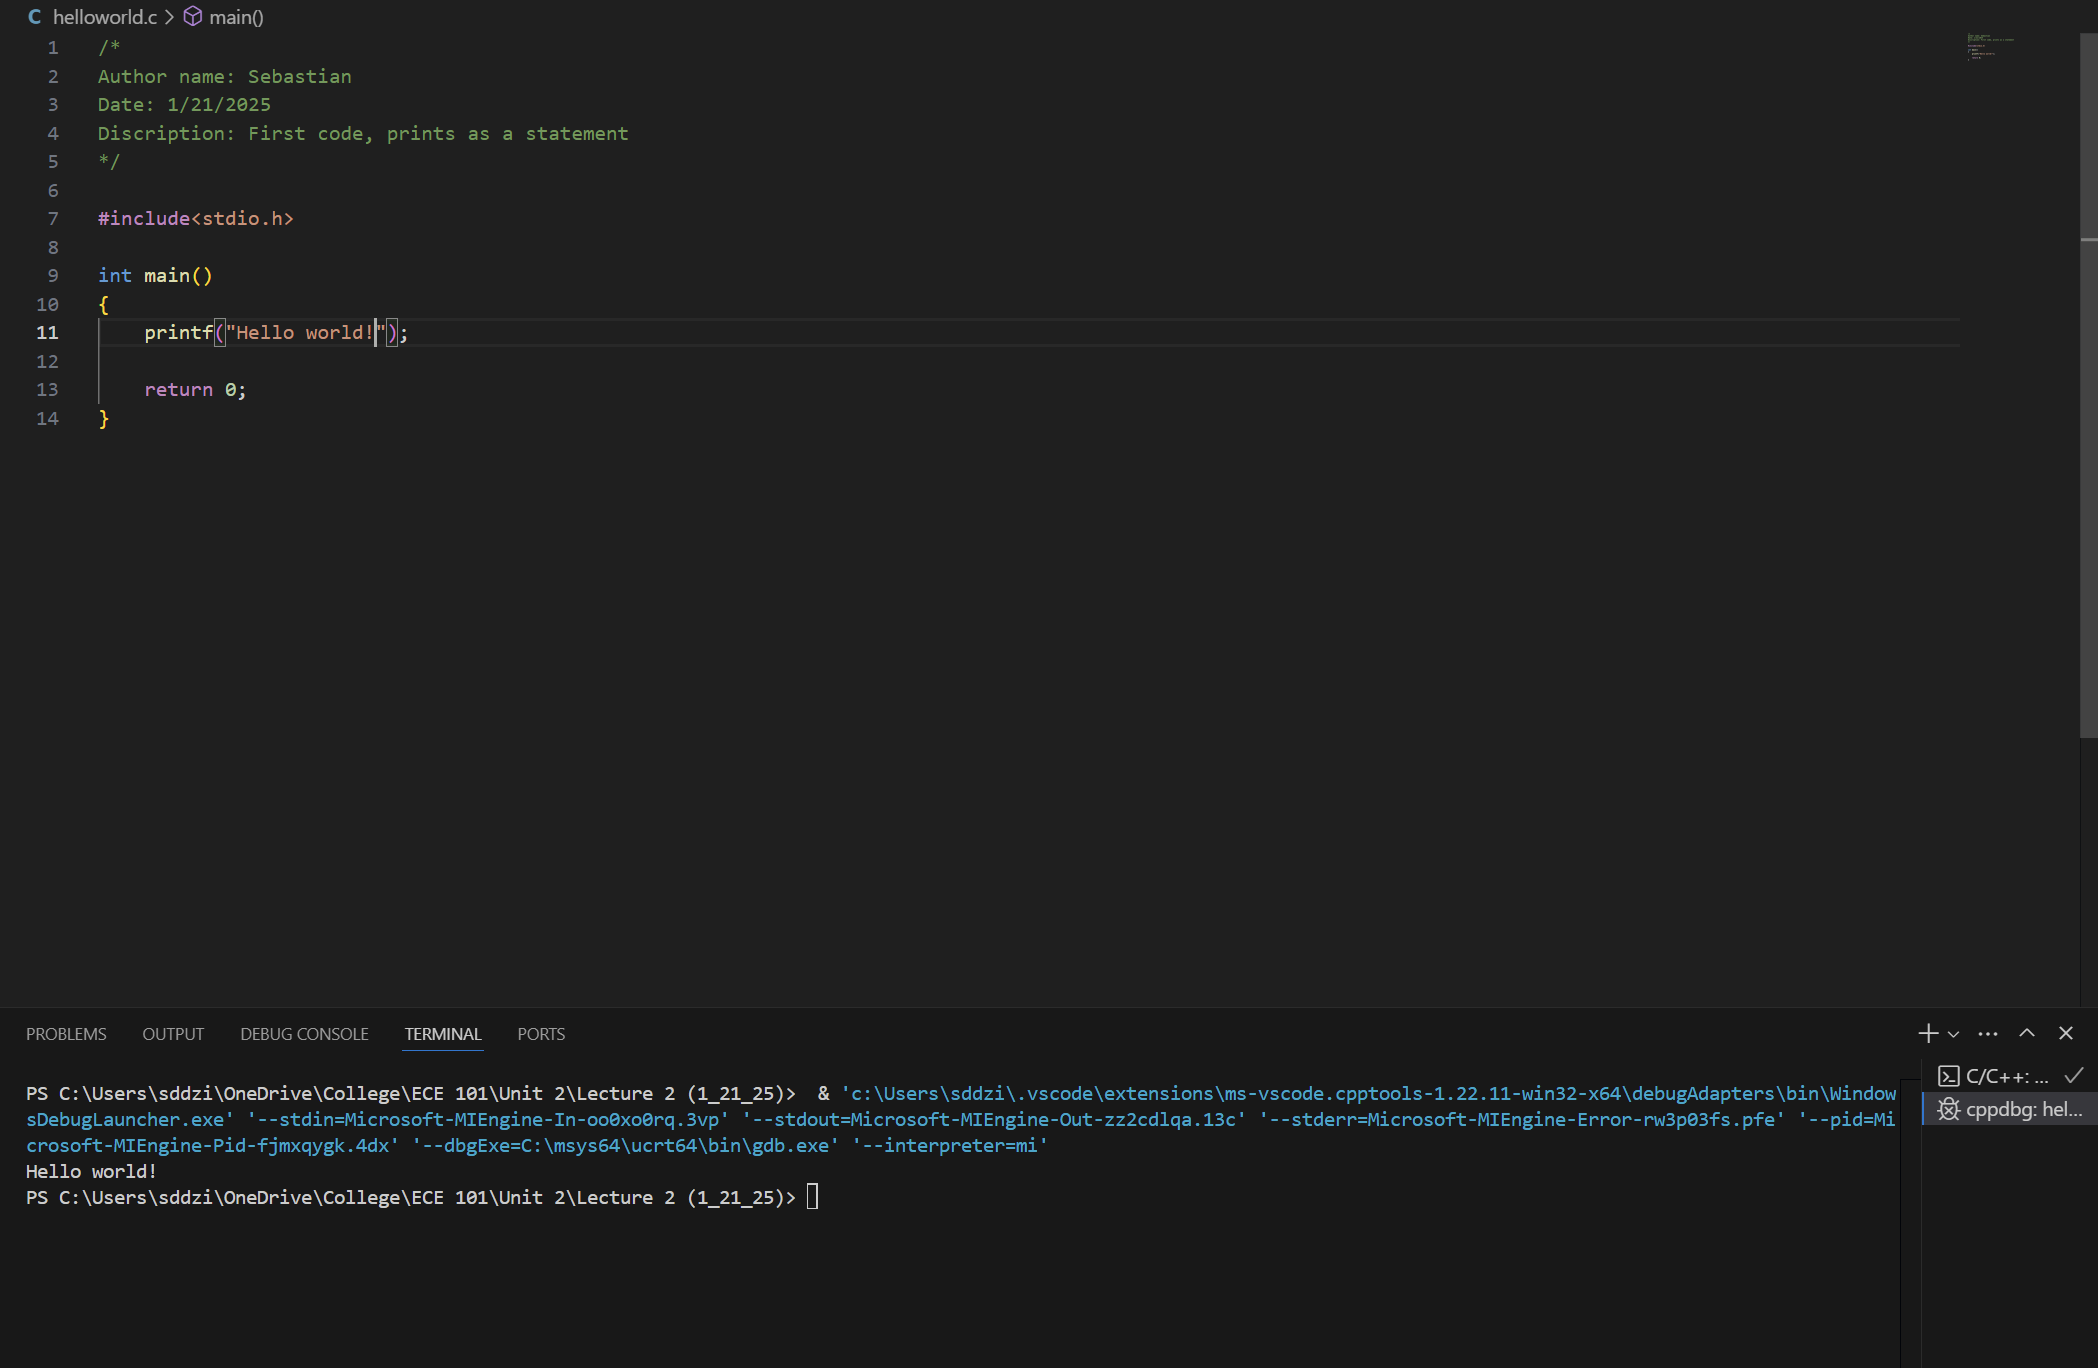 C helloworld.c > main()
1 /*
2 Author name: Sebastian
3 Date: 1/21/2025
4 Discription: First code, prints as a statement
5 */
6
7 #include<stdio.h>
8
9 int main()
10 {
11     printf("Hello world!");
12
13     return 0;
14 }
PROBLEMS OUTPUT DEBUG CONSOLE TERMINAL PORTS
PS C:\Users\sddzi\OneDrive\College\ECE 101\Unit 2\Lecture 2 (1_21_25)>  & 'c:\Users\sddzi\.vscode\extensions\ms-vscode.cpptools-1.22.11-win32-x64\debugAdapters\bin\Window
sDebugLauncher.exe' '--stdin=Microsoft-MIEngine-In-oo0xo0rq.3vp' '--stdout=Microsoft-MIEngine-Out-zz2cdlqa.13c' '--stderr=Microsoft-MIEngine-Error-rw3p03fs.pfe' '--pid=Mi
crosoft-MIEngine-Pid-fjmxqygk.4dx' '--dbgExe=C:\msys64\ucrt64\bin\gdb.exe' '--interpreter=mi'
Hello world!
PS C:\Users\sddzi\OneDrive\College\ECE 101\Unit 2\Lecture 2 (1_21_25)>
C/C++: ...
cppdbg: hel...